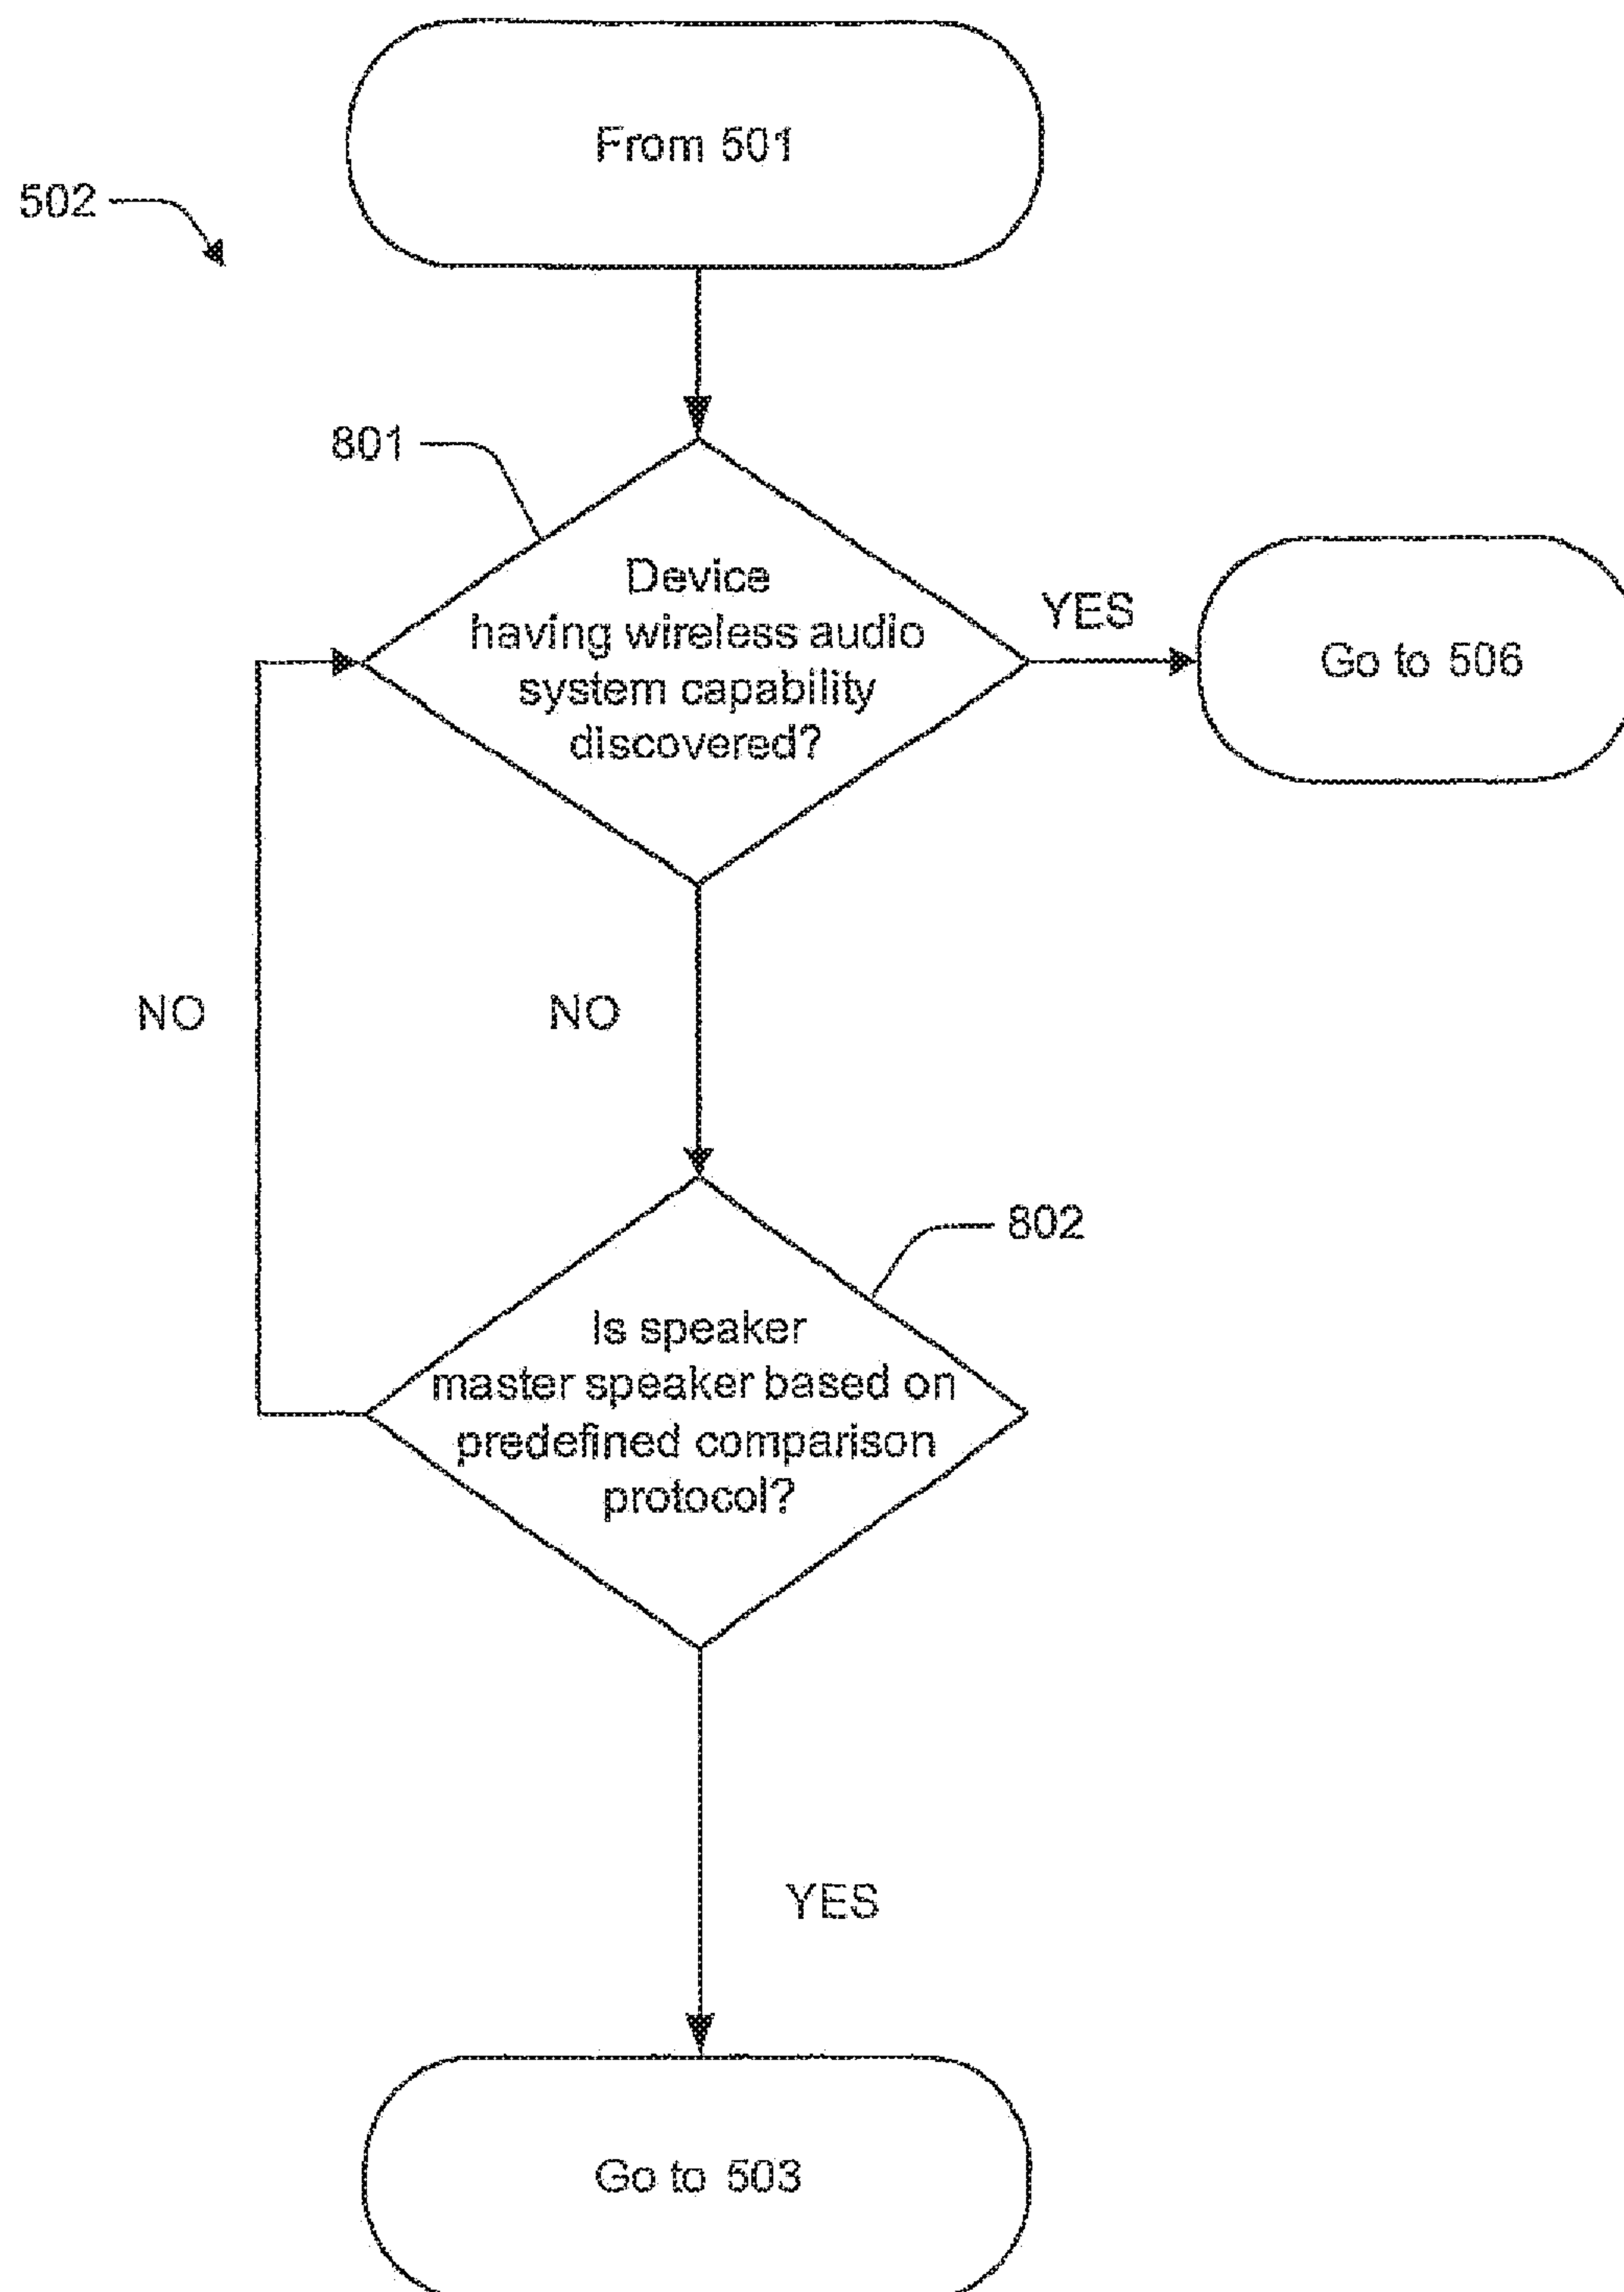 From 501
502
801
Device
having wireless audio
system capability
discovered?
YES
Go to 506
NO
NO
802
Is speaker
master speaker based on
predefined comparison
protocol?
YES
Go to 503